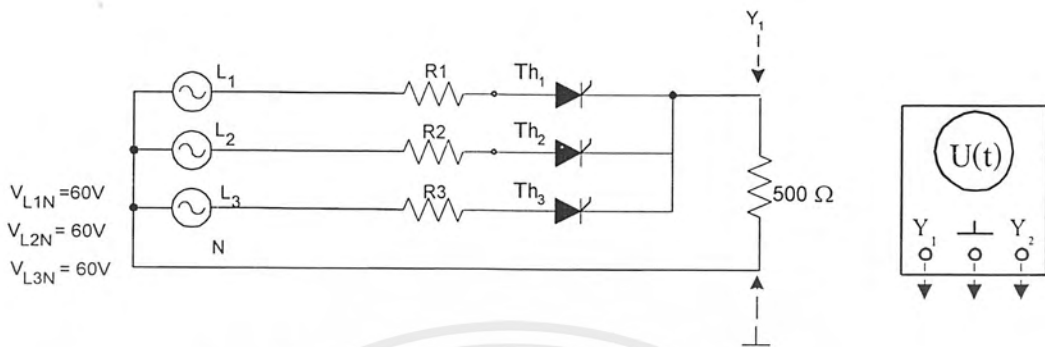 Y1
L1
R1
Th1
L2
R2
Th2
VL1N =60V
L3
R3
Th3
500 Ω
U(t)
VL2N = 60V
N
Y1 Y2
VL3N = 60V